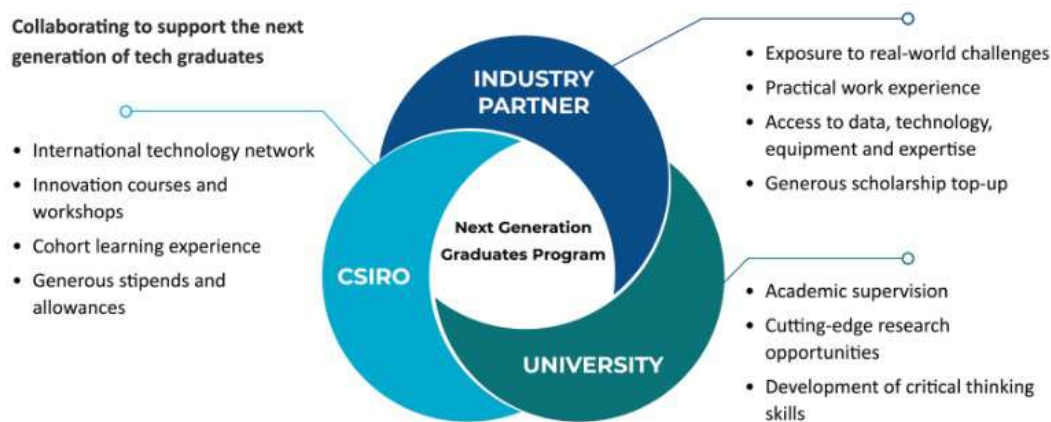 Collaborating to support the next
generation of tech graduates
INDUSTRY
PARTNER
• Exposure to real-world challenges
• Practical work experience
• Access to data, technology,
equipment and expertise
• Generous scholarship top-up
• International technology network
• Innovation courses and
workshops
• Cohort learning experience
• Generous stipends and
allowances
Next Generation
Graduates Program
CSIRO
UNIVERSITY
• Academic supervision
• Cutting-edge research
opportunities
• Development of critical thinking
skills